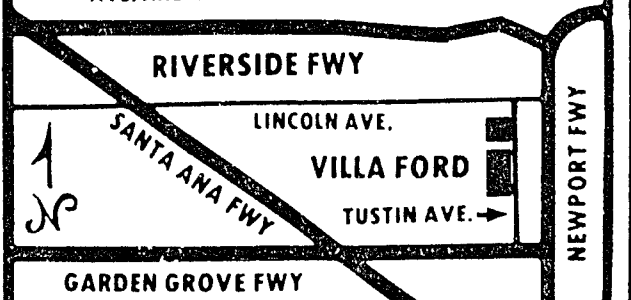 RIVERSIDE FWY
LINCOLN AVE.
SANTA ANA FWY
VILLA FORD
TUSTIN AVE.
NEWPORT FWY
N
GARDEN GROVE FWY